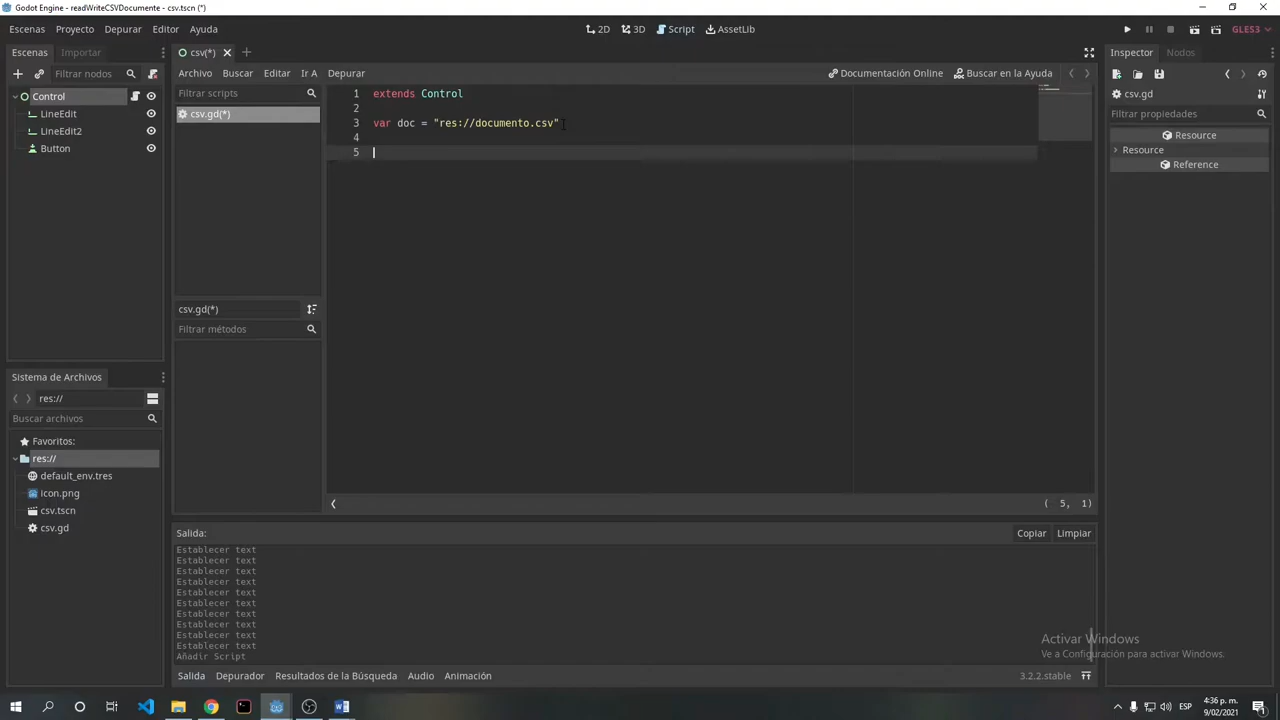 Godot Engine - readWriteCSVDocumente - csv.tscn (*)
Escenas Proyecto Depurar Editor Ayuda
2D 3D Script AssetLib
GLES3
Escenas Importar
csv(*)
Inspector Nodos
Filtrar nodos
Archivo Buscar Editar Ir A Depurar
Documentación Online Buscar en la Ayuda
Control
LineEdit
LineEdit2
Button
Filtrar scripts
csv.gd(*)
csv.gd(*)
Filtrar métodos
1 extends Control
2
3 var doc = "res://documento.csv"
4
5
( 5, 1)
csv.gd
Filtrar propiedades
Resource
Resource
Reference
Sistema de Archivos
res://
Buscar archivos
Favoritos:
res://
default_env.tres
icon.png
csv.tscn
csv.gd
Salida:
Copiar Limpiar
Establecer text
Establecer text
Establecer text
Establecer text
Establecer text
Establecer text
Establecer text
Establecer text
Establecer text
Establecer text
Añadir Script
Salida Depurador Resultados de la Búsqueda Audio Animación
3.2.2.stable
Activar Windows
Ve a Configuración para activar Windows.
ESP
4:36 p.m.
9/02/2021
1